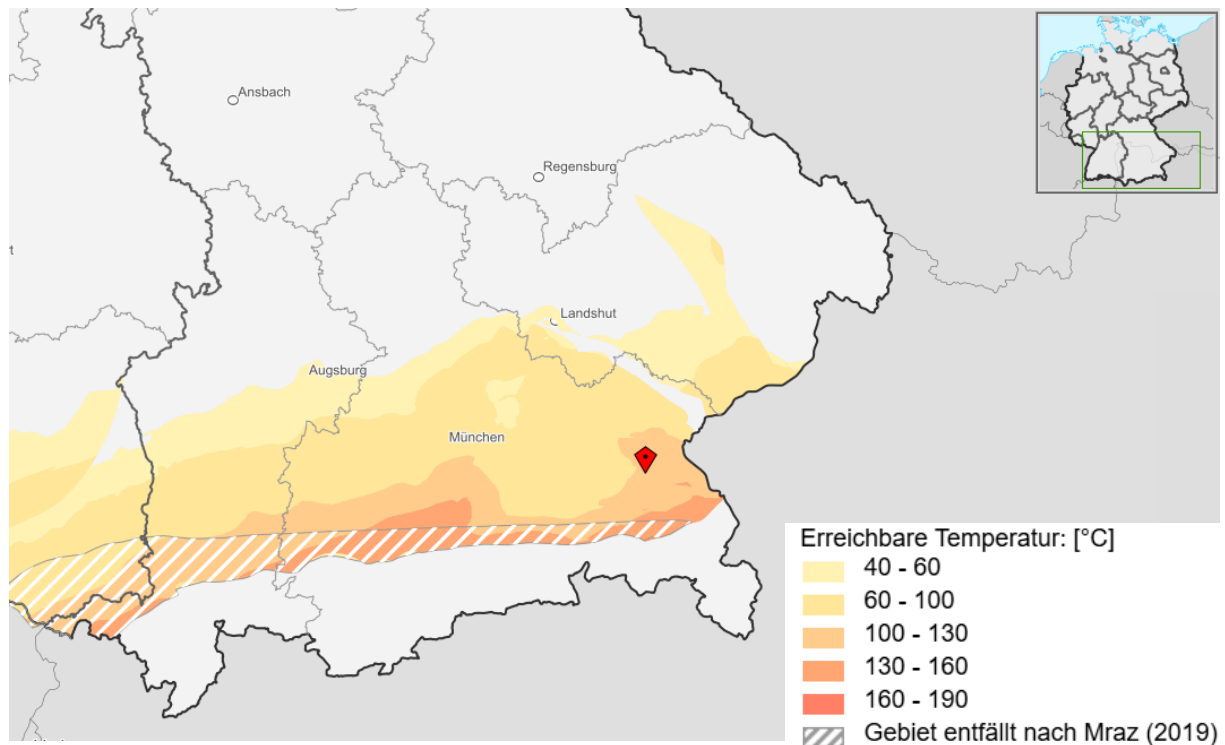 Ansbach
Regensburg
t
Landshut
Augsburg
München
Erreichbare Temperatur: [°C]
40 - 60
60 - 100
100 - 130
130 - 160
160 - 190
Gebiet entfällt nach Mraz (2019)